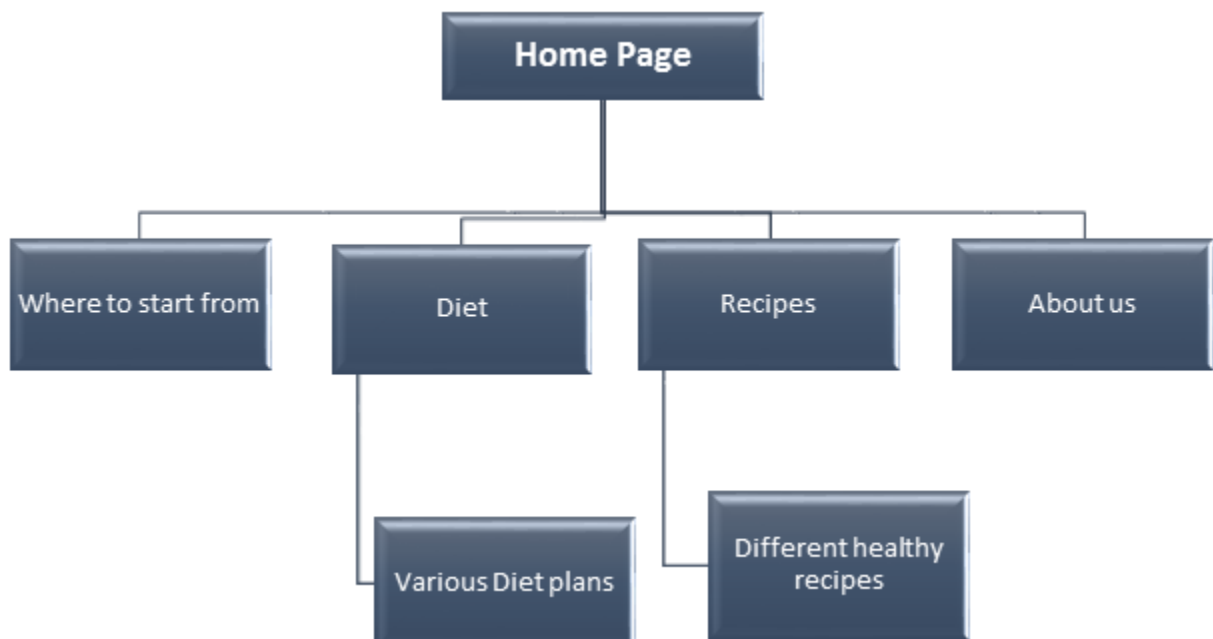 Home Page
Where to start from
Diet
Recipes
About us
Various Diet plans
Different healthy
recipes